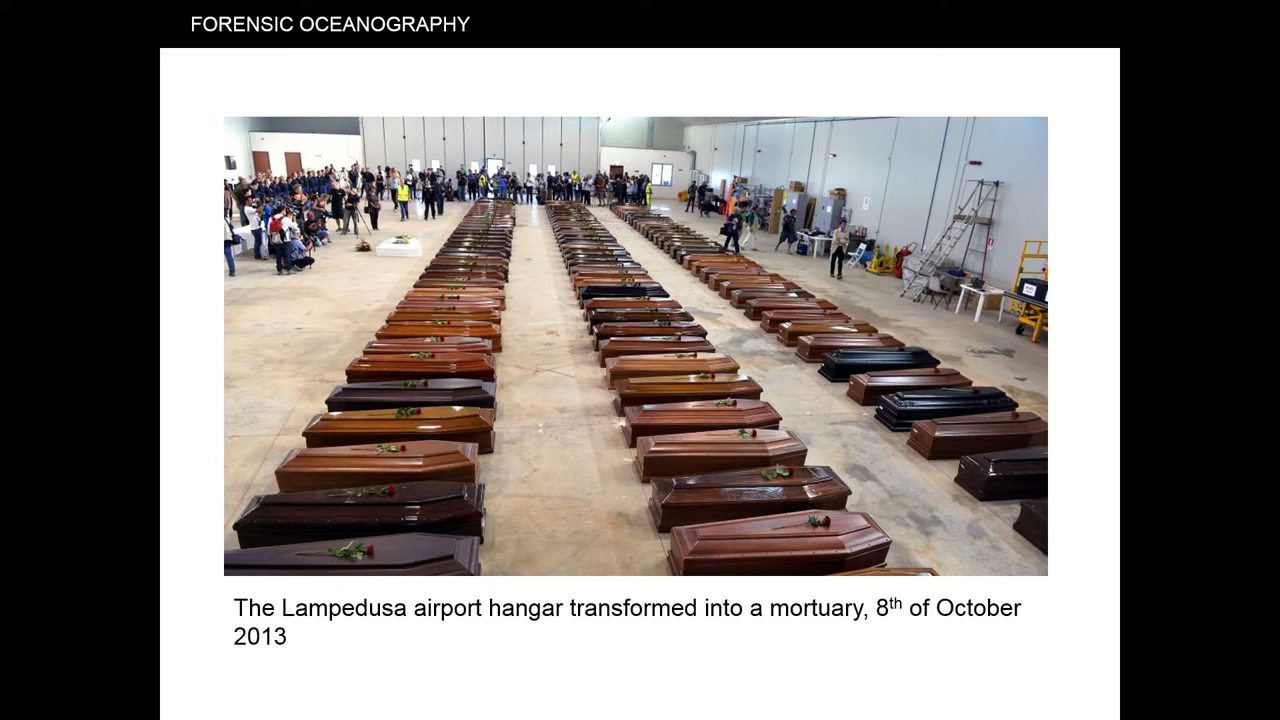 FORENSIC OCEANOGRAPHY
The Lampedusa airport hangar transformed into a mortuary, 8th of October
2013